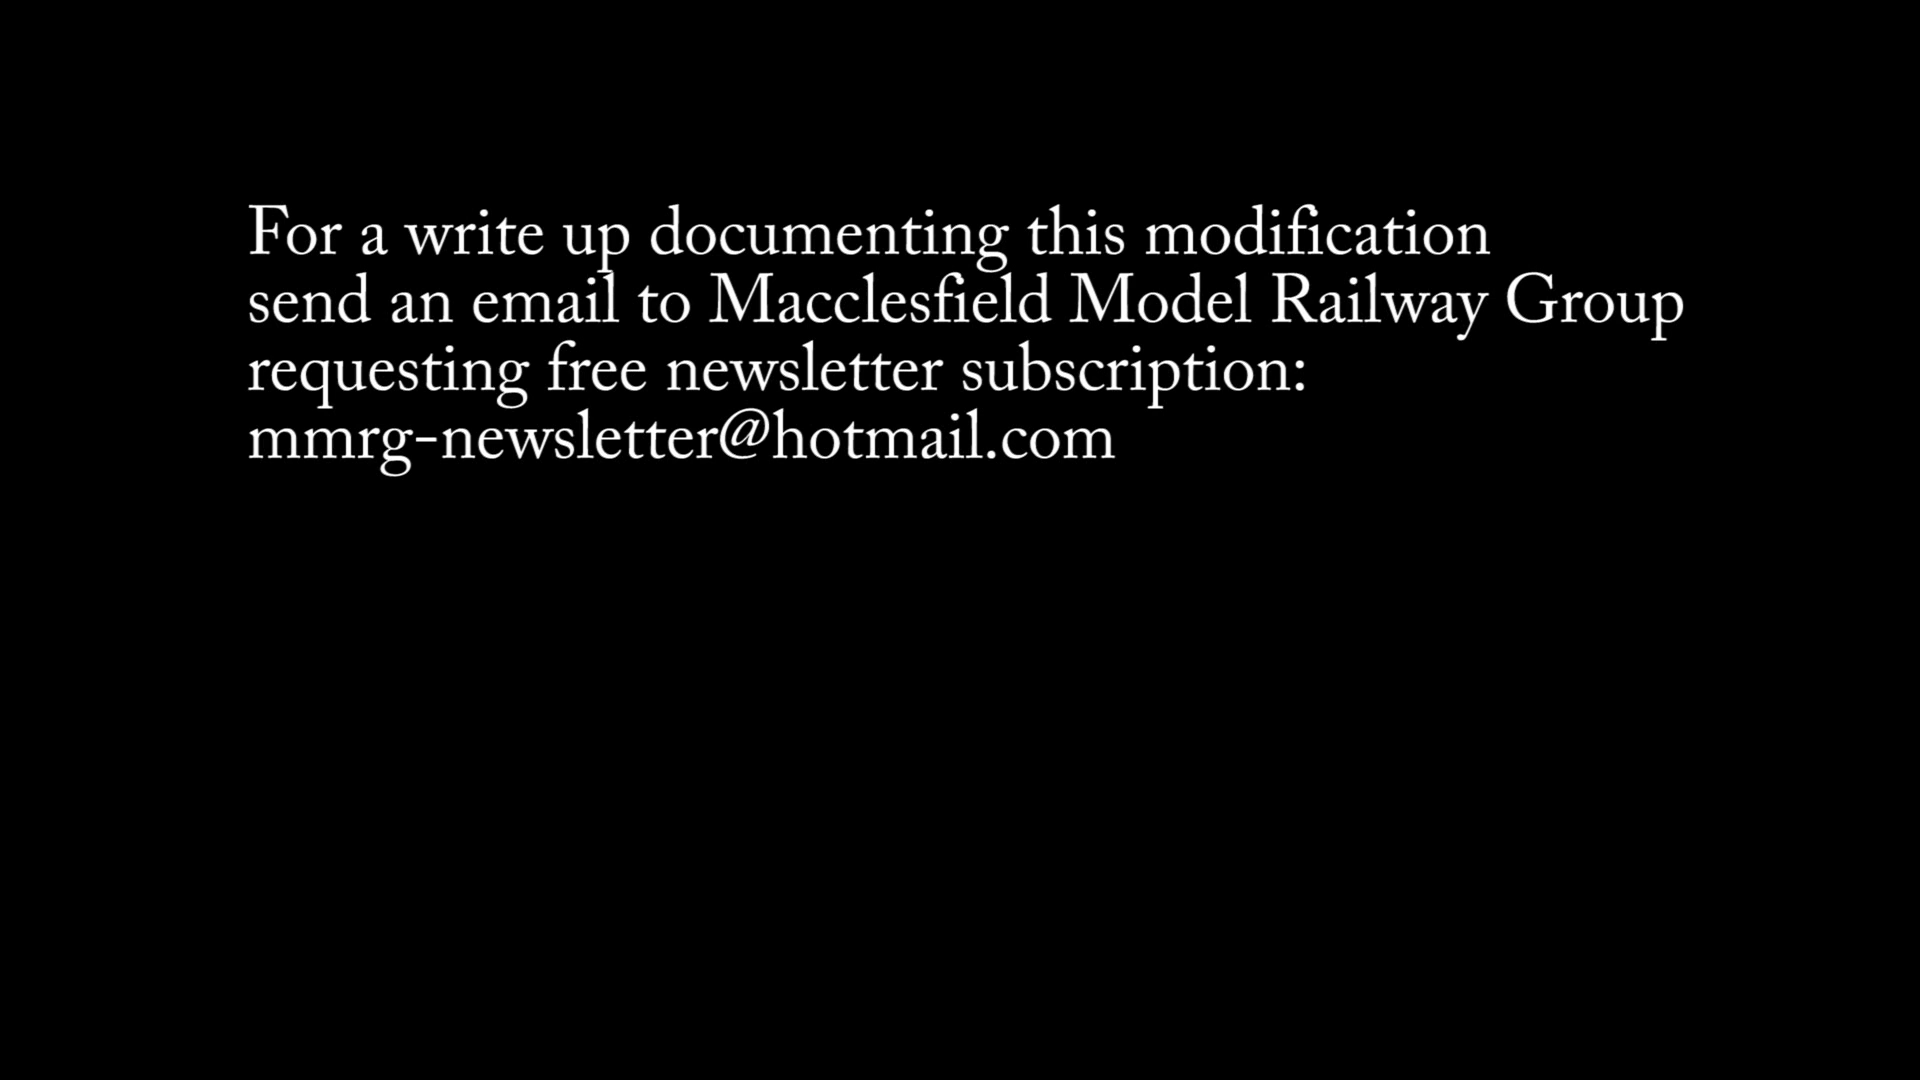 For a write up documenting this modification
send an email to Macclesfield Model Railway Group
requesting free newsletter subscription:
mmrg-newsletter@hotmail.com